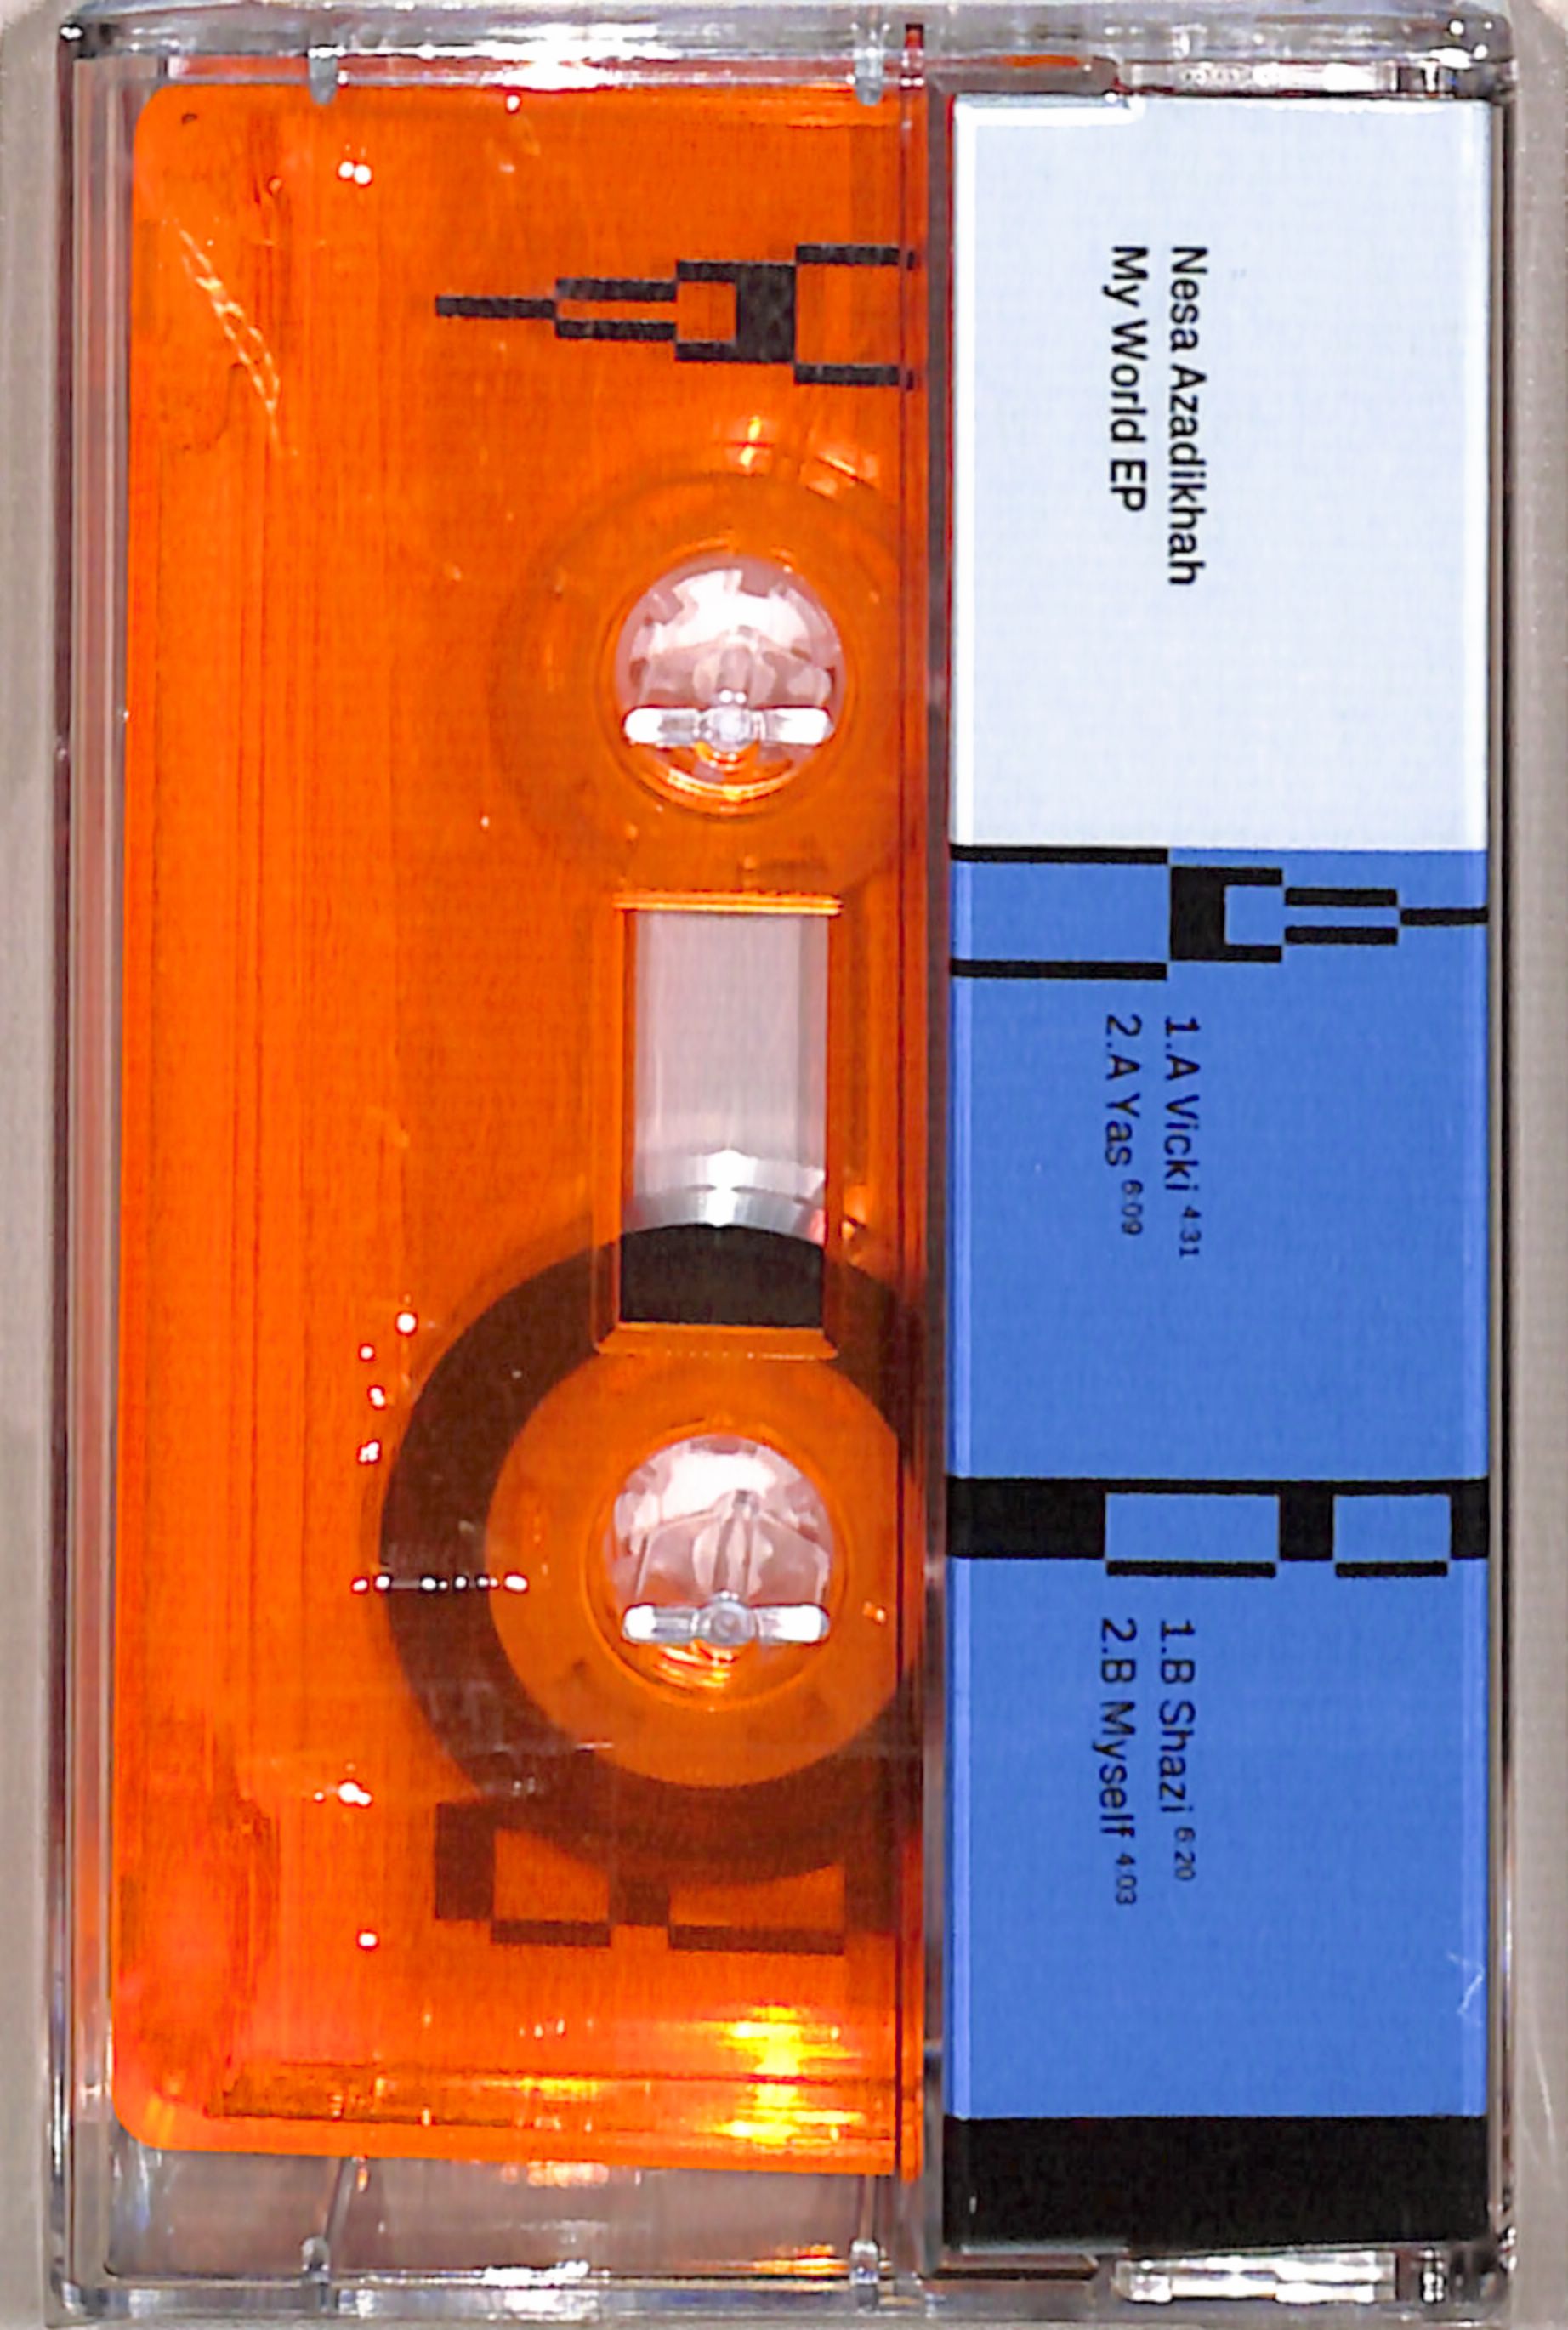 Nesa Azadikhah
My World EP
A
1.A Vicki 4:31
2.A Yas 6:09
B
1.B Shazi 6:20
2.B Myself 4:03
A
B